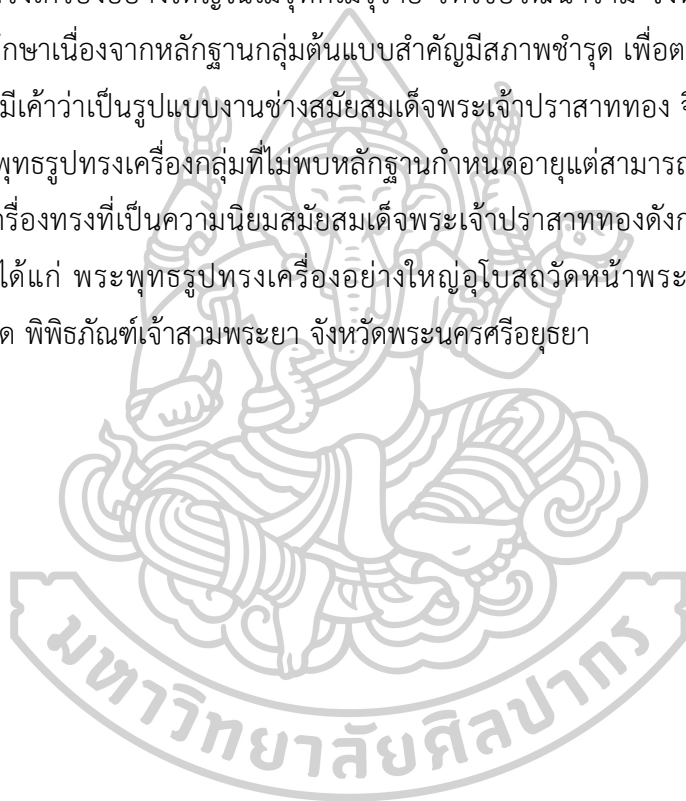 ักษาเนื่องจากหลักฐานกลุ่มต้นแบบสำคัญมีสภาพชำรุด เพื่อต
มีเค้าว่าเป็นรูปแบบงานช่างสมัยสมเด็จพระเจ้าปราสาททอง จ
พุทธรูปทรงเครื่องกลุ่มที่ไม่พบหลักฐานกำหนดอายุแต่สามารถ
ครื่องทรงที่เป็นความนิยมสมัยสมเด็จพระเจ้าปราสาททองดังก
ได้แก่ พระพุทธรูปทรงเครื่องอย่างใหญ่อุโบสถวัดหน้าพระ
ด พิพิธภัณฑ์เจ้าสามพระยา จังหวัดพระนครศรีอยุธยา
มหาวิทยาลัยศิลปากร